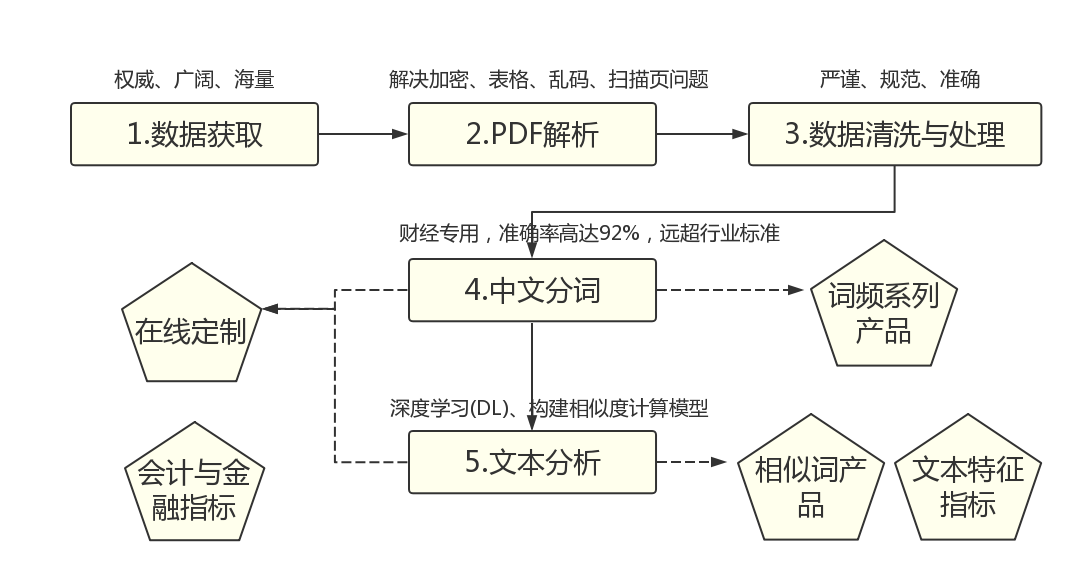 权威、广阔、海量
解决加密、表格、乱码、扫描页问题
严谨、规范、准确
1.数据获取
2.PDF解析
3.数据清洗与处理
财经专用，准确率高达92%，远超行业标准
4.中文分词
在线定制
词频系列
产品
深度学习(DL)、构建相似度计算模型
5.文本分析
会计与金
融指标
相似词产
品
文本特征
指标